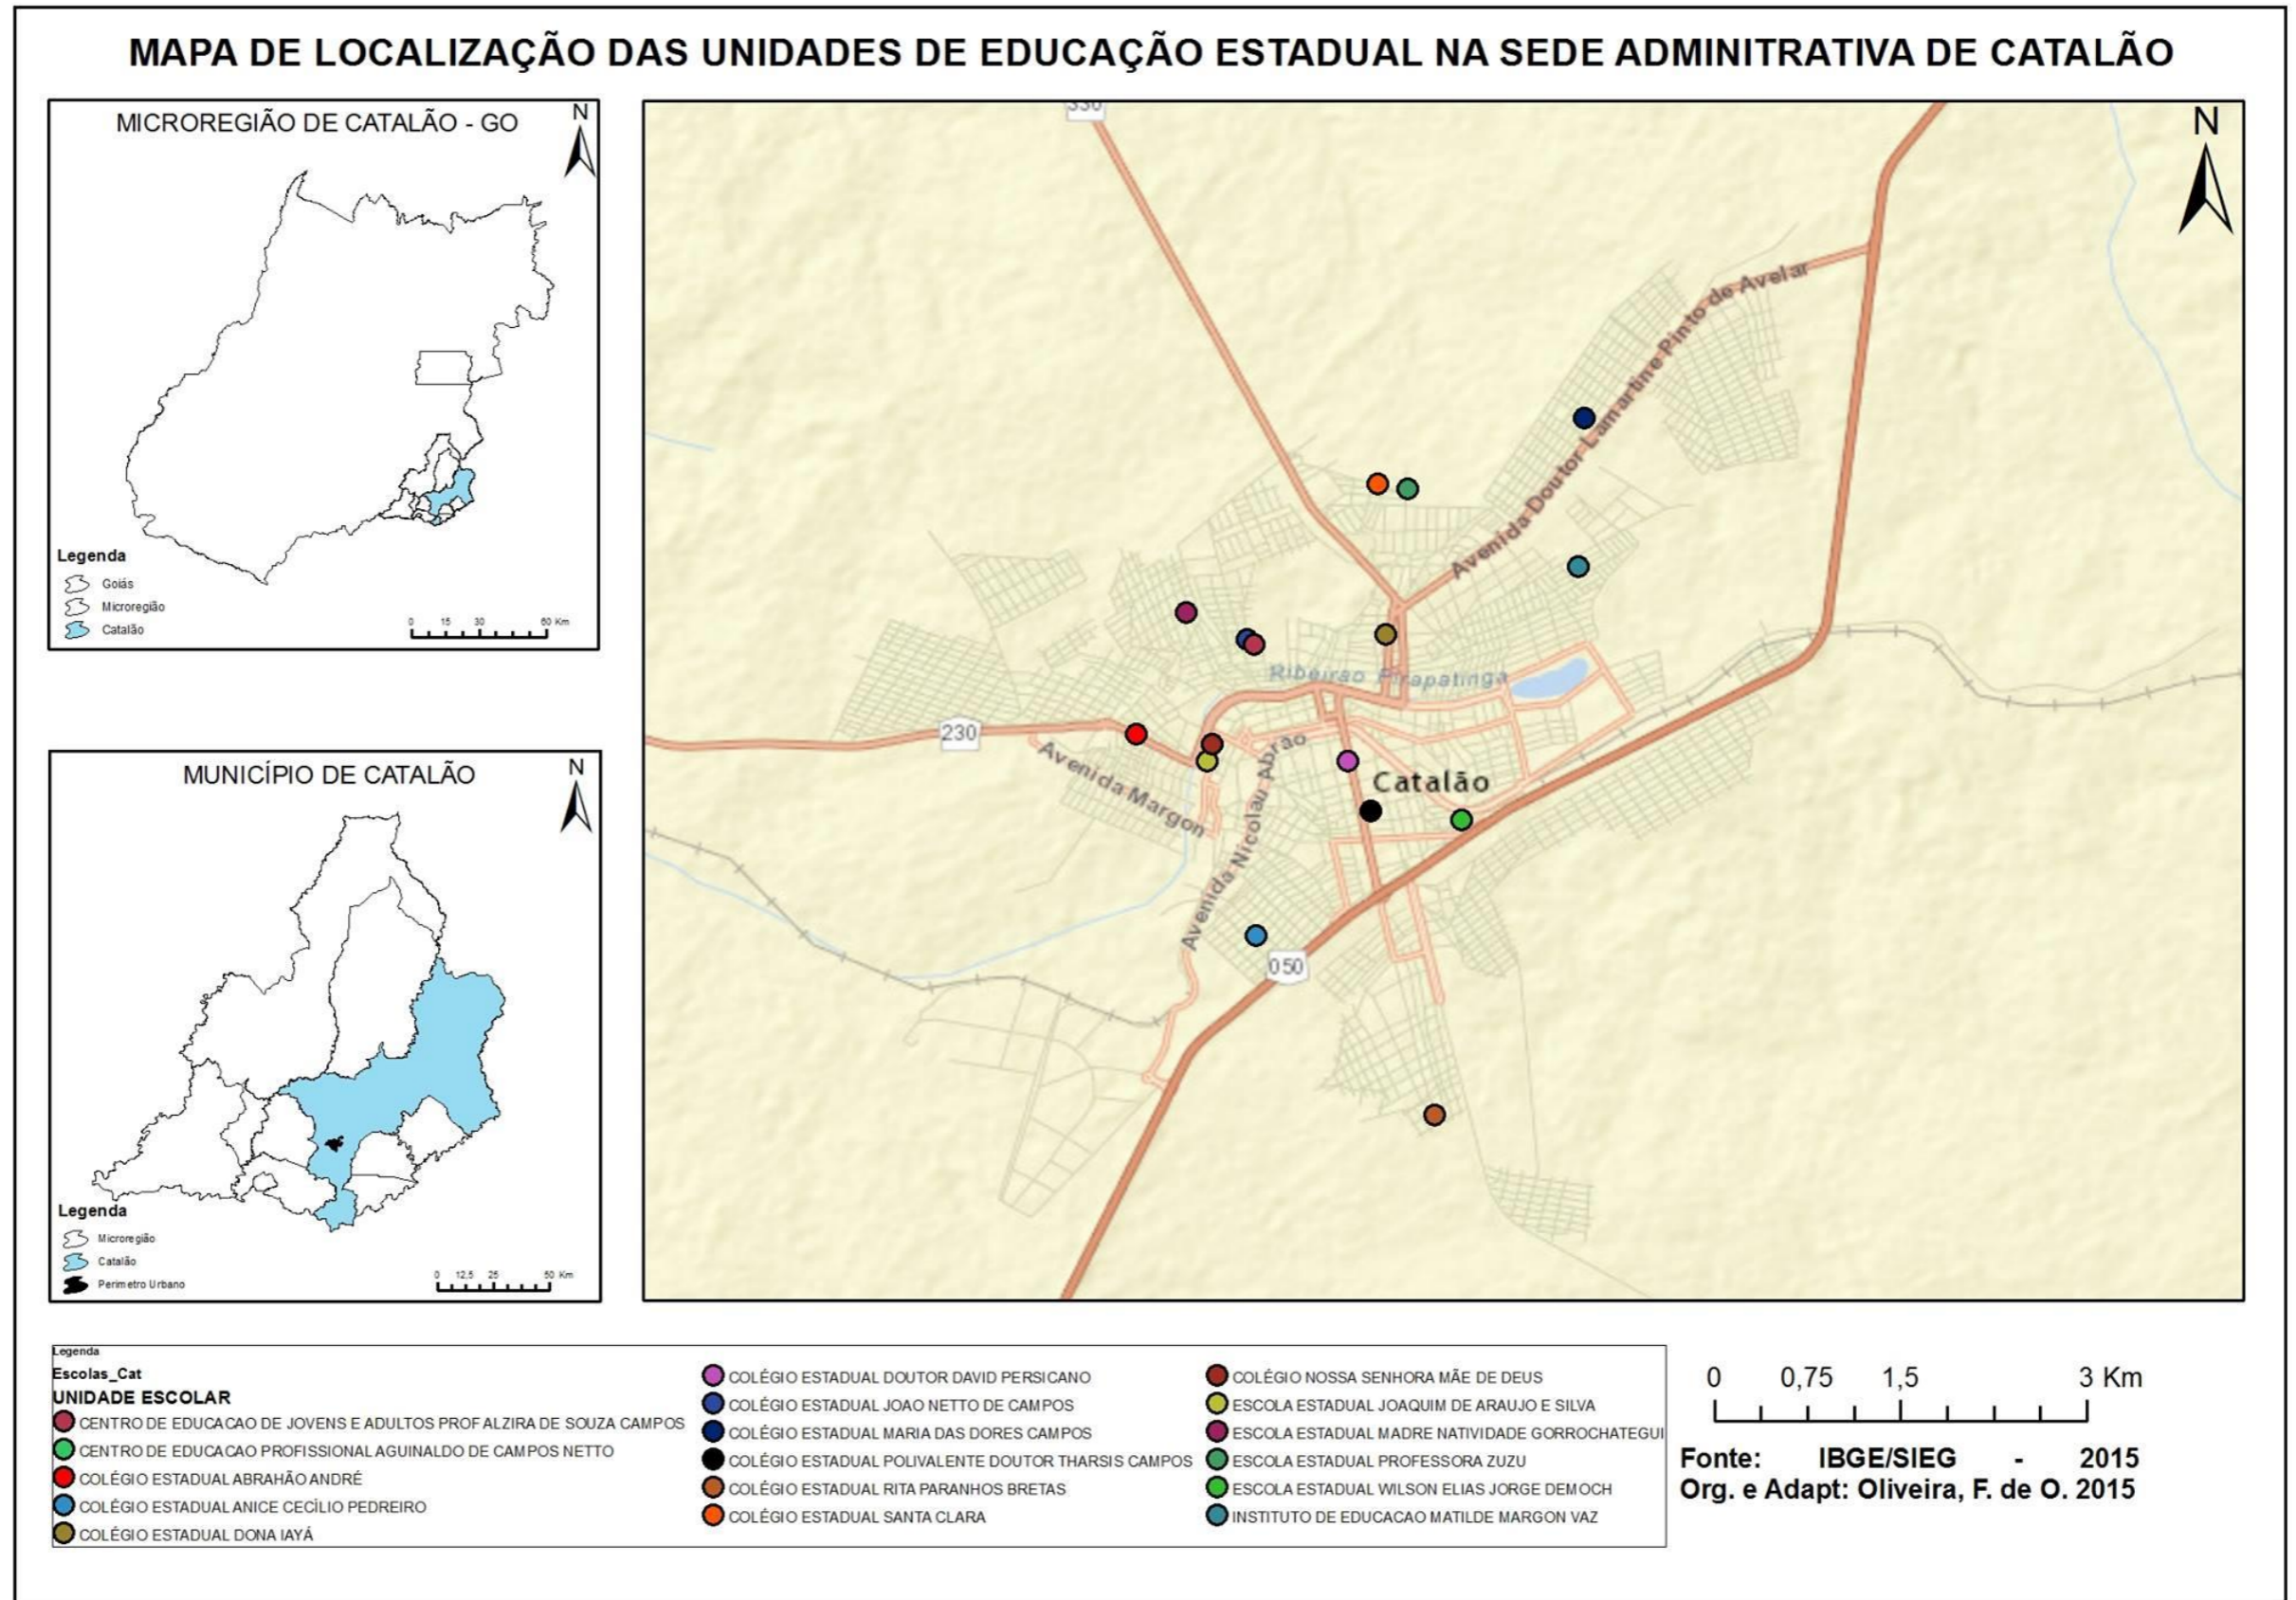 MAPA DE LOCALIZAÇÃO DAS UNIDADES DE EDUCAÇÃO ESTADUAL NA SEDE ADMINITRATIVA DE CATALÃO
MICROREGIÃO DE CATALÃO - GO
N
Legenda
Goiás
Microregião
Catalão
0 15 30 60 Km
MUNICÍPIO DE CATALÃO
N
Legenda
Microregião
Catalão
Perimetro Urbano
0 12,5 25 50 Km
330
N
Avenida Doutor Lamartine Pinto de Avelar
Ribeirao Pirapatinga
230
Avenida Margon
Avenida Nicolau Abrão
Catalão
050
Legenda
Escolas_Cat
UNIDADE ESCOLAR
CENTRO DE EDUCACAO DE JOVENS E ADULTOS PROF ALZIRA DE SOUZA CAMPOS
CENTRO DE EDUCACAO PROFISSIONAL AGUINALDO DE CAMPOS NETTO
COLÉGIO ESTADUAL ABRAHÃO ANDRÉ
COLÉGIO ESTADUAL ANICE CECÍLIO PEDREIRO
COLÉGIO ESTADUAL DONA IAYÁ
COLÉGIO ESTADUAL DOUTOR DAVID PERSICANO
COLÉGIO ESTADUAL JOAO NETTO DE CAMPOS
COLÉGIO ESTADUAL MARIA DAS DORES CAMPOS
COLÉGIO ESTADUAL POLIVALENTE DOUTOR THARSIS CAMPOS
COLÉGIO ESTADUAL RITA PARANHOS BRETAS
COLÉGIO ESTADUAL SANTA CLARA
COLÉGIO NOSSA SENHORA MÃE DE DEUS
ESCOLA ESTADUAL JOAQUIM DE ARAUJO E SILVA
ESCOLA ESTADUAL MADRE NATIVIDADE GORROCHATEGUI
ESCOLA ESTADUAL PROFESSORA ZUZU
ESCOLA ESTADUAL WILSON ELIAS JORGE DEMOCH
INSTITUTO DE EDUCACAO MATILDE MARGON VAZ
0 0,75 1,5 3 Km
Fonte: IBGE/SIEG - 2015
Org. e Adapt: Oliveira, F. de O. 2015